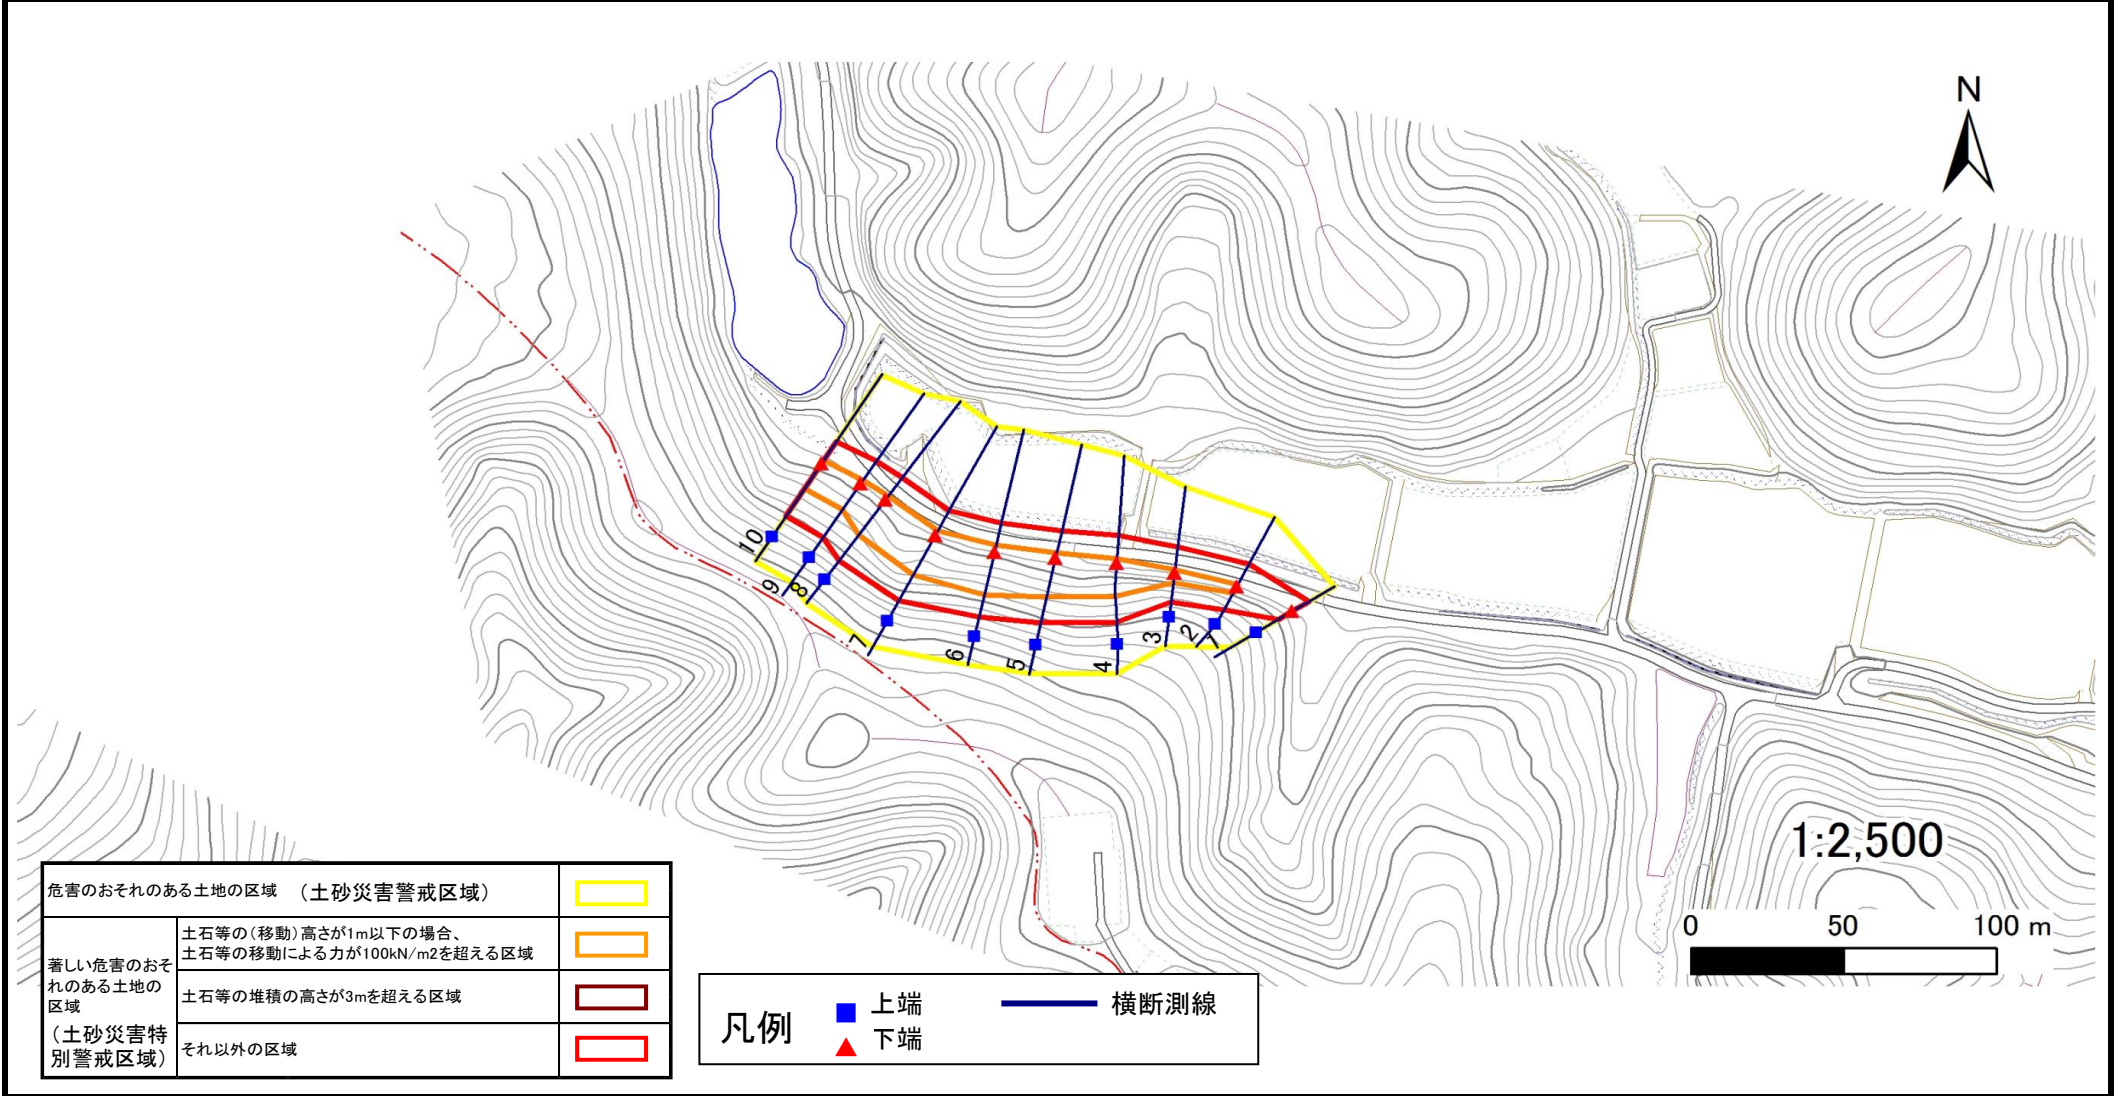 N
10
9
8
7
6
5
4
3
2
1
1:2,500
0 50 100 m
危害のおそれのある土地の区域 （土砂災害警戒区域）
著しい危害のおそ
れのある土地の
区域
（土砂災害特
別警戒区域）
土石等の（移動）高さが1m以下の場合、
土石等の移動による力が100kN/m2を超える区域
土石等の堆積の高さが3mを超える区域
それ以外の区域
凡例
上端
下端
横断測線